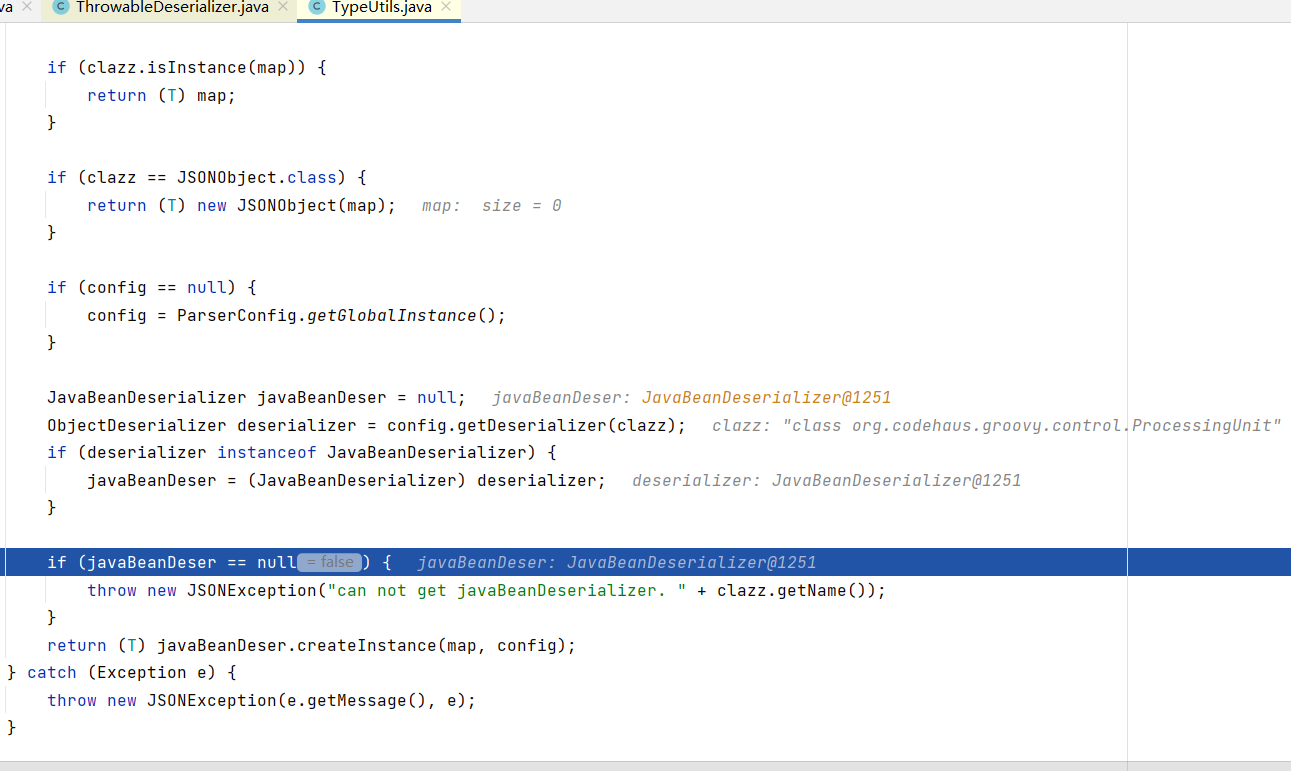 va × C ThrowableDeserializer.java × C TypeUtils.java ×
if (clazz.isInstance(map)) {
return (T) map;
}
if (clazz == JSONObject.class) {
return (T) new JSONObject(map); map: size = 0
}
if (config == null) {
config = ParserConfig.getGlobalInstance();
}
JavaBeanDeserializer javaBeanDeser = null; javaBeanDeser: JavaBeanDeserializer@1251
ObjectDeserializer deserializer = config.getDeserializer(clazz); clazz: "class org.codehaus.groovy.control.ProcessingUnit"
if (deserializer instanceof JavaBeanDeserializer) {
javaBeanDeser = (JavaBeanDeserializer) deserializer; deserializer: JavaBeanDeserializer@1251
}
if (javaBeanDeser == null = false ) { javaBeanDeser: JavaBeanDeserializer@1251
throw new JSONException("can not get javaBeanDeserializer. " + clazz.getName());
}
return (T) javaBeanDeser.createInstance(map, config);
} catch (Exception e) {
throw new JSONException(e.getMessage(), e);
}